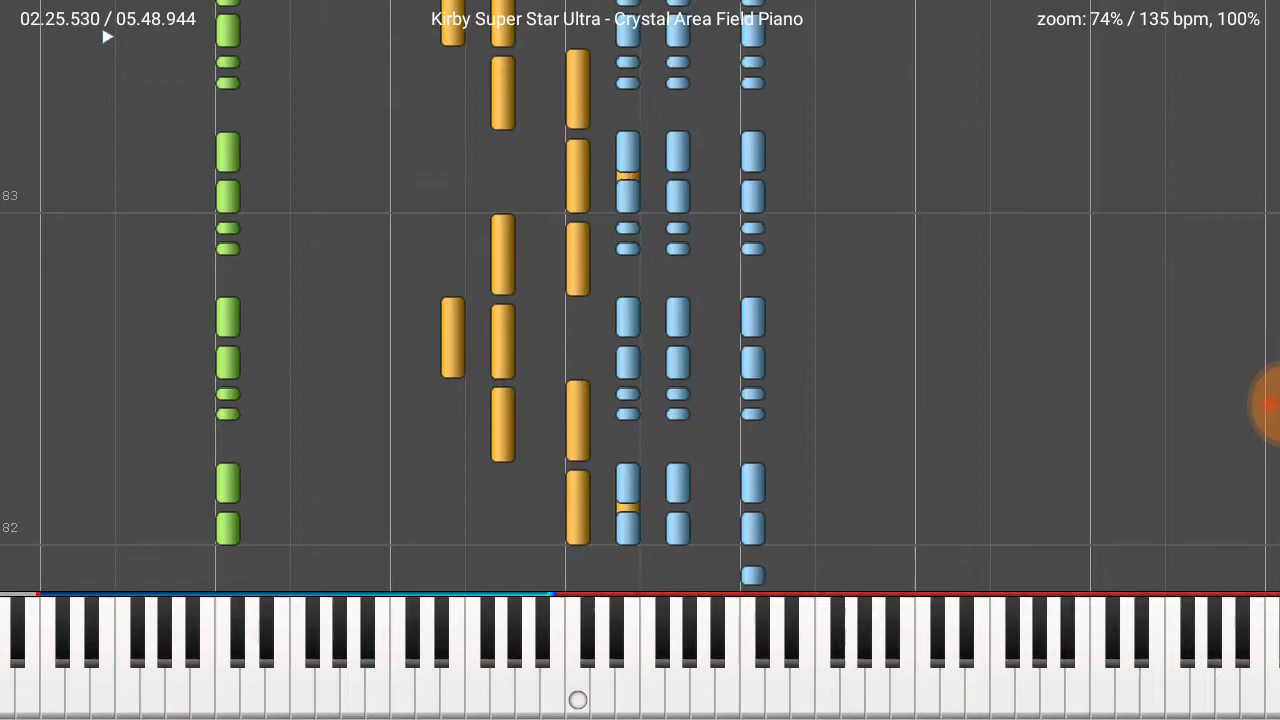 02.25.530 / 05.48.944
Kirby Super Star Ultra - Crystal Area Field Piano
zoom: 74% / 135 bpm, 100%
83
82